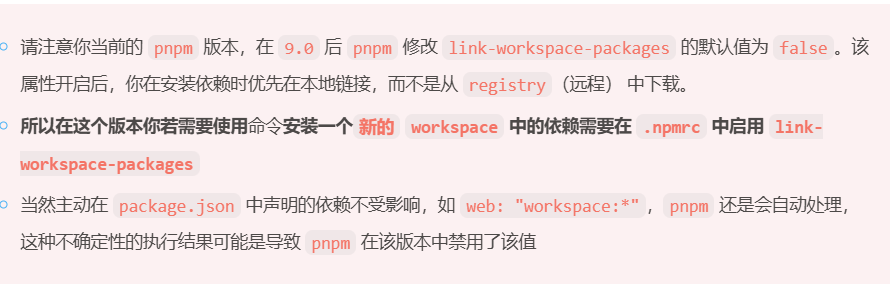 请注意你当前的 pnpm 版本，在 9.0 后 pnpm 修改 link-workspace-packages 的默认值为 false。该
属性开启后，你在安装依赖时优先在本地链接，而不是从 registry（远程） 中下载。
所以在这个版本你若需要使用命令安装一个 新的 workspace 中的依赖需要在 .npmrc 中启用 link-
workspace-packages
当然主动在 package.json 中声明的依赖不受影响，如 web: "workspace:*"，pnpm 还是会自动处理，
这种不确定性的执行结果可能是导致 pnpm 在该版本中禁用了该值